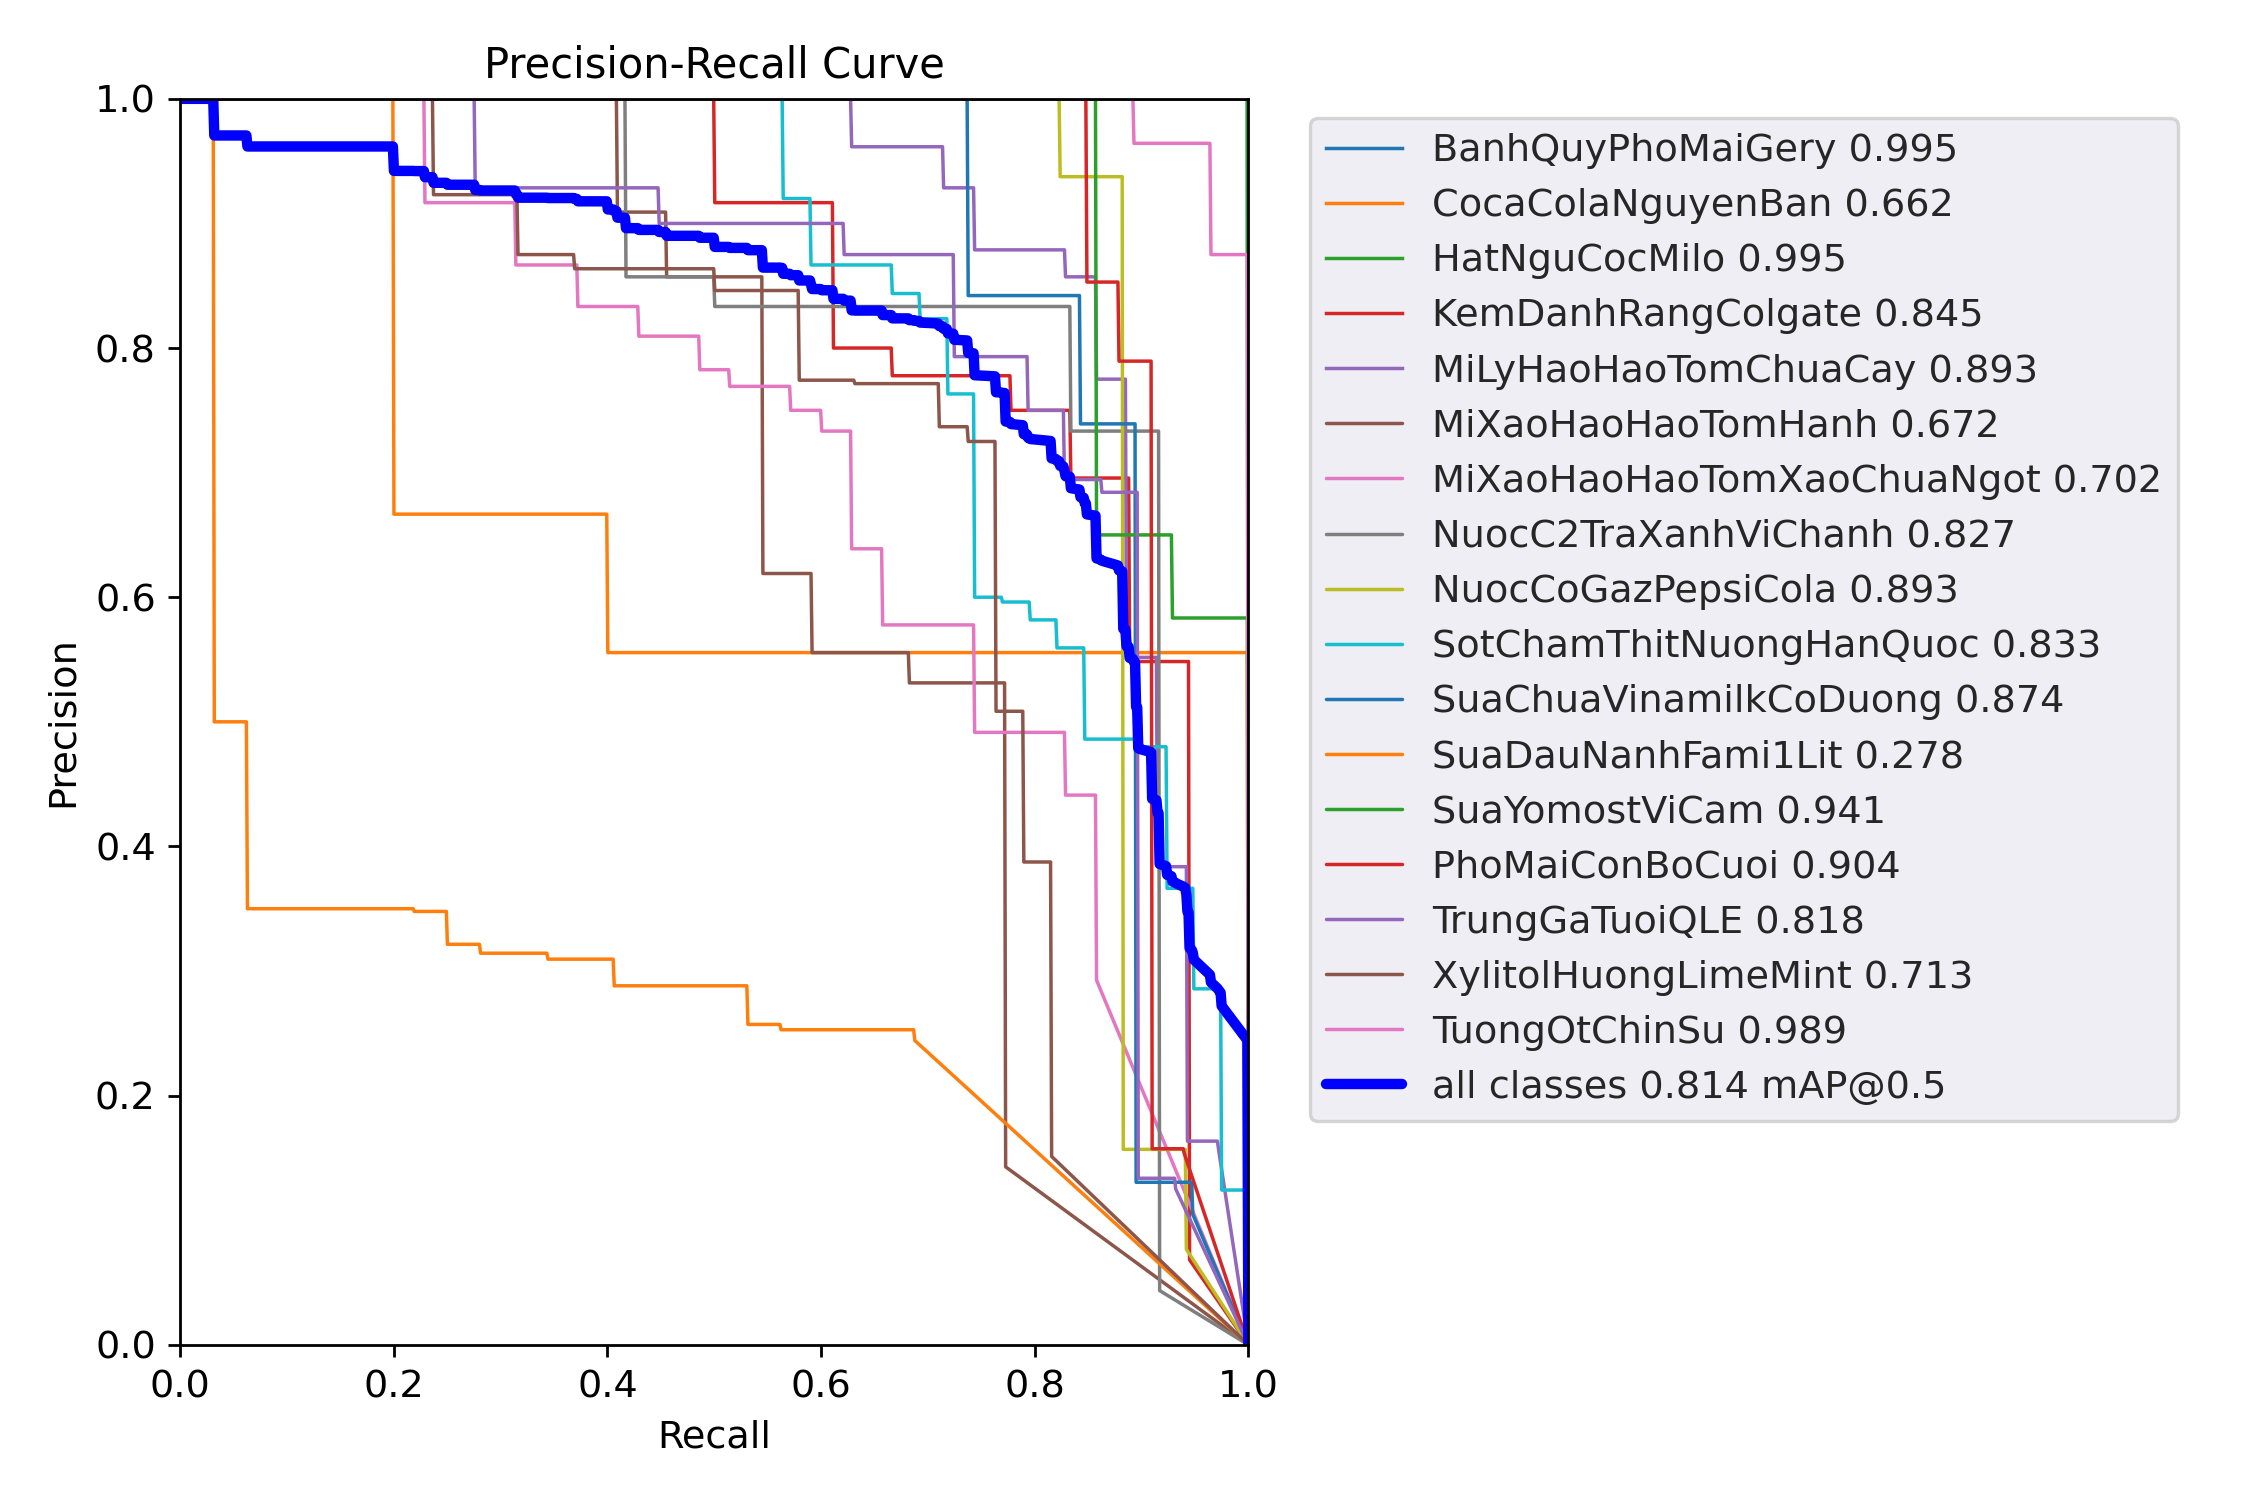 Precision-Recall Curve
1.0
0.8
0.6
0.4
0.2
0.0
Precision
0.0 0.2 0.4 0.6 0.8 1.0
Recall
BanhQuyPhoMaiGery 0.995
CocaColaNguyenBan 0.662
HatNguCocMilo 0.995
KemDanhRangColgate 0.845
MiLyHaoHaoTomChuaCay 0.893
MiXaoHaoHaoTomHanh 0.672
MiXaoHaoHaoTomXaoChuaNgot 0.702
NuocC2TraXanhViChanh 0.827
NuocCoGazPepsiCola 0.893
SotChamThitNuongHanQuoc 0.833
SuaChuaVinamilkCoDuong 0.874
SuaDauNanhFami1Lit 0.278
SuaYomostViCam 0.941
PhoMaiConBoCuoi 0.904
TrungGaTuoiQLE 0.818
XylitolHuongLimeMint 0.713
TuongOtChinSu 0.989
all classes 0.814 mAP@0.5